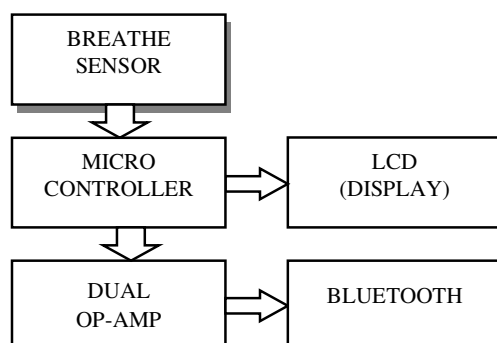 BREATHE
SENSOR
MICRO
CONTROLLER
LCD
(DISPLAY)
DUAL
OP-AMP
BLUETOOTH